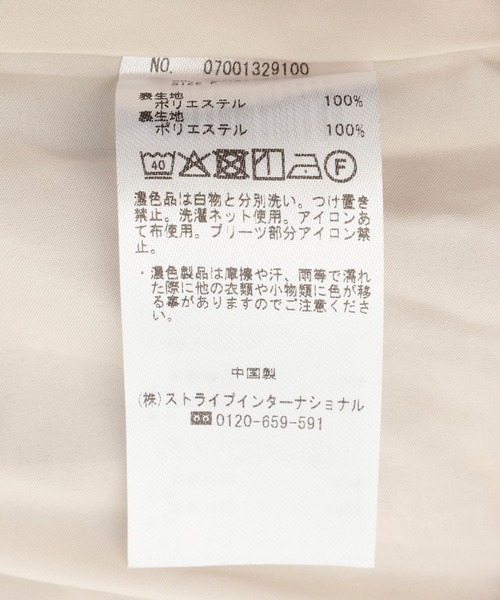 NO. 07001329100
表生地
ポリエステル 100%
裏生地
ポリエステル 100%
40 F
濃色品は白物と分別洗い。つけ置き
禁止。洗濯ネット使用。アイロンあ
て布使用。プリーツ部分アイロン禁
止。
・濃色製品は摩擦や汗、雨等で濡れ
た際に他の衣類や小物類に色が移
る事がありますのでご注意くださ
い。
中国製
(株)ストライプインターナショナル
0120-659-591